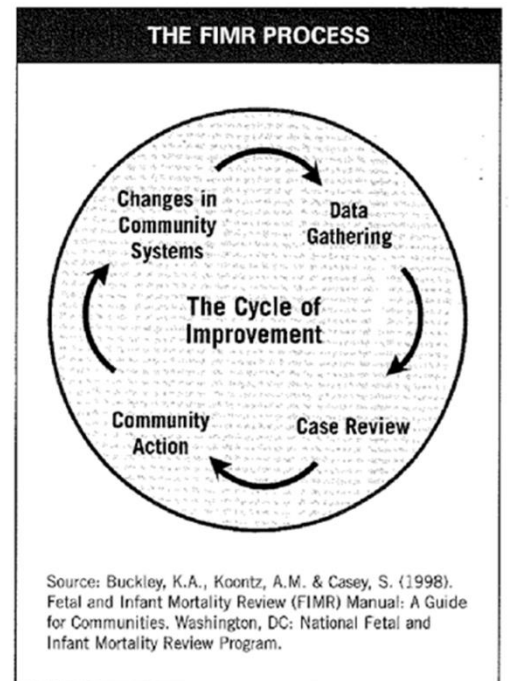 THE FIMR PROCESS
Changes in
Community
Systems
Data
Gathering
The Cycle of
Improvement
Community
Action
Case Review
Source: Buckley, K.A., Koontz, A.M. & Casey, S. (1998).
Fetal and Infant Mortality Review (FIMR) Manual: A Guide
for Communities. Washington, DC: National Fetal and
Infant Mortality Review Program.